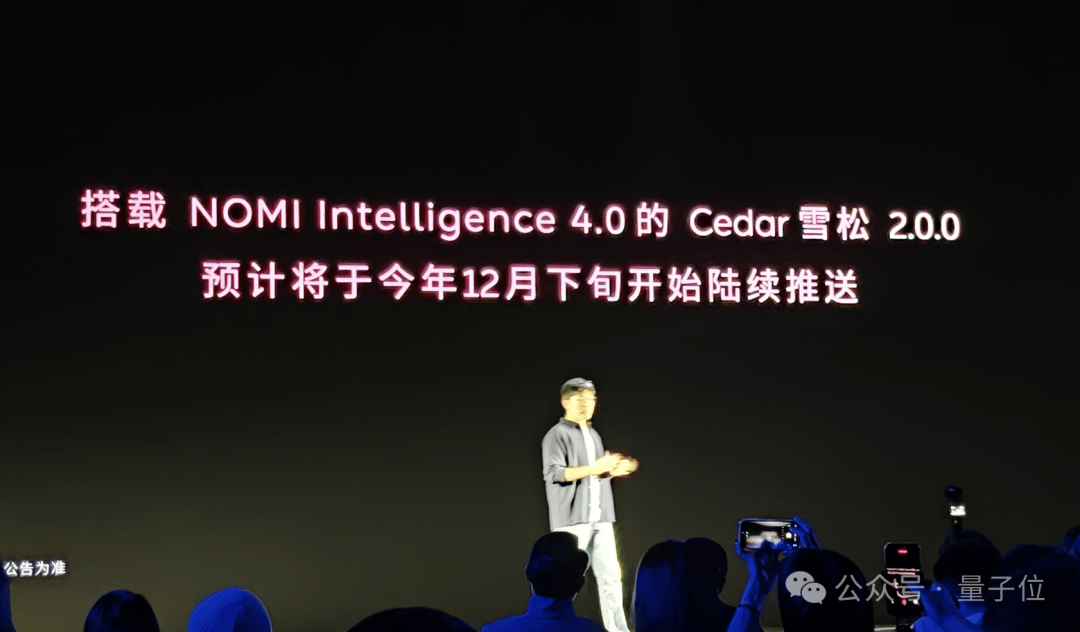 搭载 NOMI Intelligence 4.0的 Cedar雪松 2.0.0
预计将于今年12月下旬开始陆续推送
公告为准
公众号 · 量子位